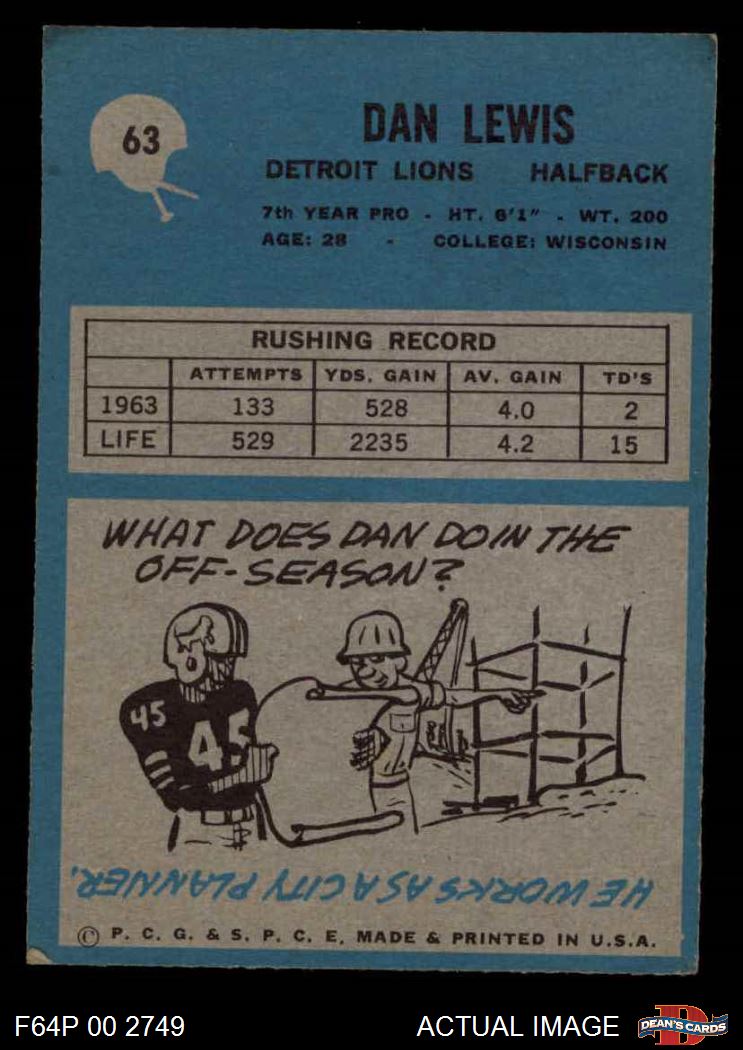 63
DAN LEWIS
DETROIT LIONS HALFBACK
7th YEAR PRO - HT. 6'1" - WT. 200
AGE: 28 - COLLEGE: WISCONSIN
RUSHING RECORD
ATTEMPTS YDS. GAIN AV. GAIN TD'S
1963 133 528 4.0 2
LIFE 529 2235 4.2 15
WHAT DOES DAN DO IN THE
OFF-SEASON?
45
45
HE WORKS AS A CITY PLANNER.
© P. C. G. & S. P. C. E. MADE & PRINTED IN U.S.A.
F64P 00 2749 ACTUAL IMAGE
D
DEAN'S CARDS